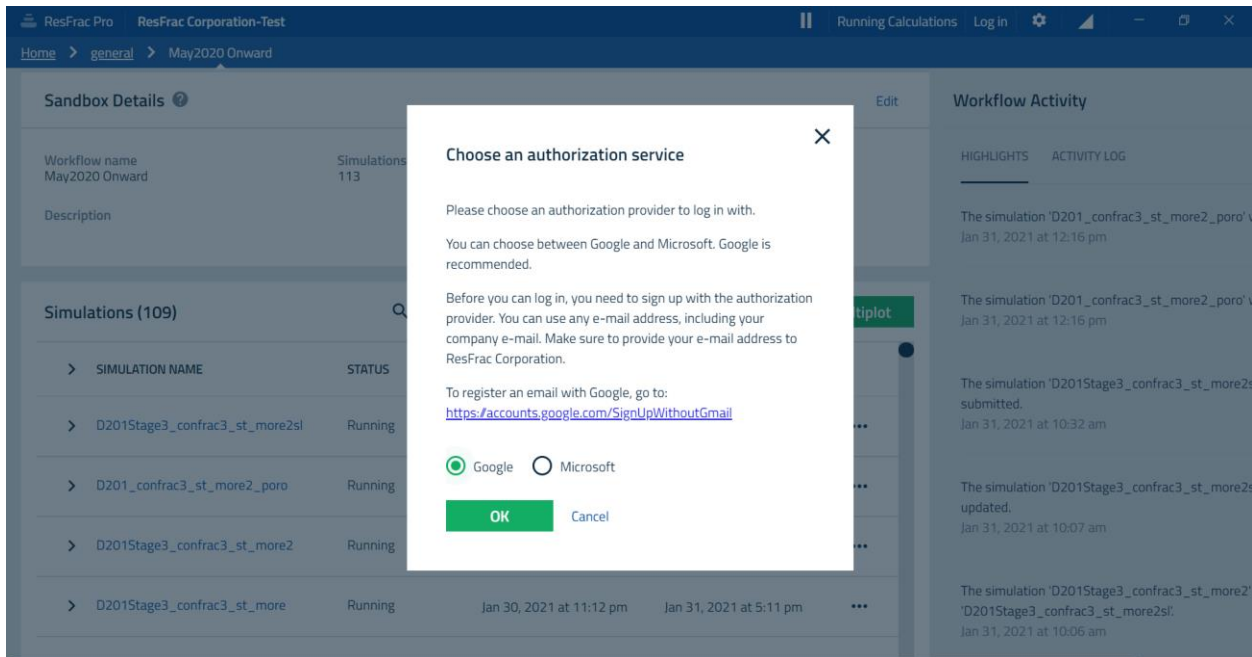 ResFrac Pro ResFrac Corporation-Test Running Calculations Log in
Home > general > May2020 Onward
Sandbox Details ? Edit
Workflow name
May2020 Onward
Simulations
113
Description
Simulations (109)
tiplot
SIMULATION NAME STATUS
D201Stage3_confrac3_st_more2sl Running
D201_confrac3_st_more2_poro Running
D201Stage3_confrac3_st_more2 Running
D201Stage3_confrac3_st_more Running Jan 30, 2021 at 11:12 pm Jan 31, 2021 at 5:11 pm
Choose an authorization service
Please choose an authorization provider to log in with.
You can choose between Google and Microsoft. Google is
recommended.
Before you can log in, you need to sign up with the authorization
provider. You can use any e-mail address, including your
company e-mail. Make sure to provide your e-mail address to
ResFrac Corporation.
To register an email with Google, go to:
https://accounts.google.com/SignUpWithoutGmail
Google Microsoft
OK Cancel
Workflow Activity
HIGHLIGHTS ACTIVITY LOG
The simulation 'D201_confrac3_st_more2_poro'
Jan 31, 2021 at 12:16 pm
The simulation 'D201_confrac3_st_more2_poro'
Jan 31, 2021 at 12:16 pm
The simulation 'D201Stage3_confrac3_st_more2s
submitted.
Jan 31, 2021 at 10:32 am
The simulation 'D201Stage3_confrac3_st_more2s
updated.
Jan 31, 2021 at 10:07 am
The simulation 'D201Stage3_confrac3_st_more2'
'D201Stage3_confrac3_st_more2sl'.
Jan 31, 2021 at 10:06 am